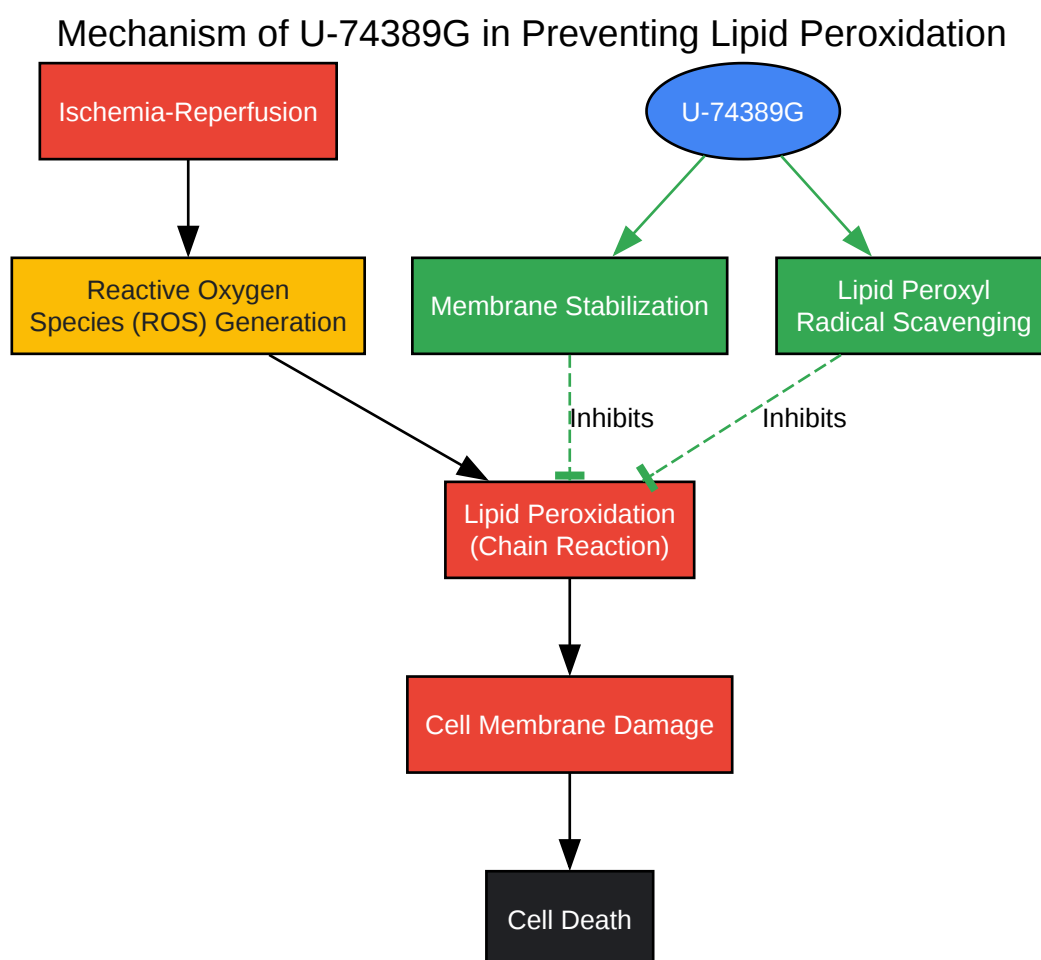 Mechanism of U-74389G in Preventing Lipid Peroxidation
Ischemia-Reperfusion
U-74389G
Reactive Oxygen
Species (ROS) Generation
Membrane Stabilization
Lipid Peroxyl
Radical Scavenging
Inhibits
Inhibits
Lipid Peroxidation
(Chain Reaction)
Cell Membrane Damage
Cell Death